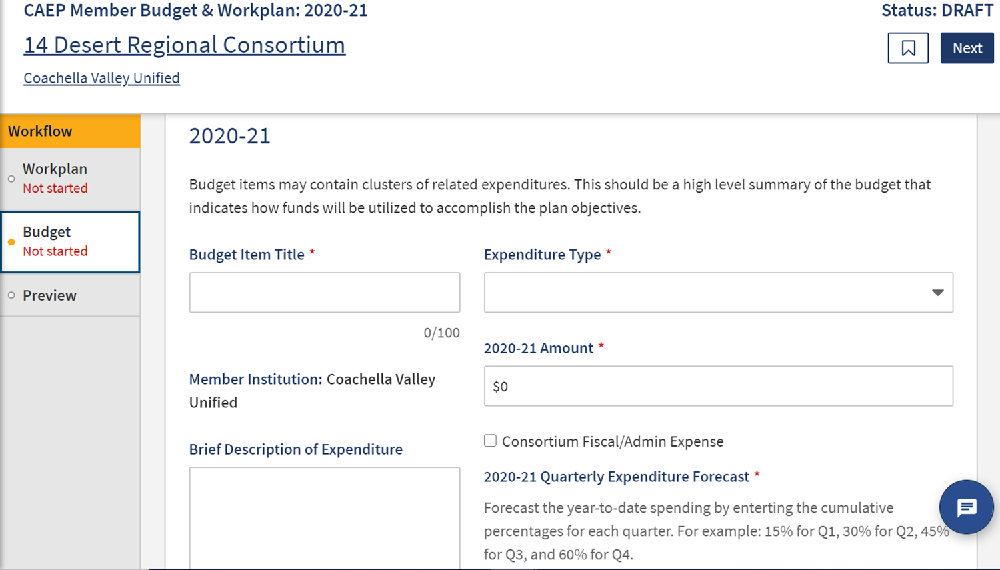 CAEP Member Budget & Workplan: 2020-21
Status: DRAFT
14 Desert Regional Consortium
Next
Coachella Valley Unified
Workflow
Workplan
Not started
Budget
Not started
Preview
2020-21
Budget items may contain clusters of related expenditures. This should be a high level summary of the budget that
indicates how funds will be utilized to accomplish the plan objectives.
Budget Item Title *
0/100
Member Institution: Coachella Valley
Unified
Brief Description of Expenditure
Expenditure Type *
2020-21 Amount *
$0
Consortium Fiscal/Admin Expense
2020-21 Quarterly Expenditure Forecast *
Forecast the year-to-date spending by enterting the cumulative
percentages for each quarter. For example: 15% for Q1, 30% for Q2, 45%
for Q3, and 60% for Q4.